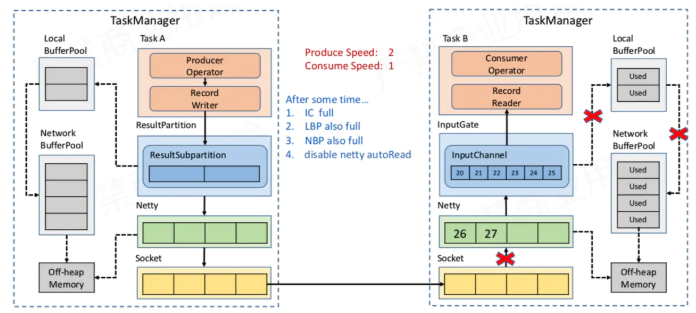 TaskManager
Local
BufferPool
Task A
Producer
Operator
Record
Writer
ResultPartition
ResultSubpartition
Network
BufferPool
Netty
Off-heap
Memory
Socket
Produce Speed: 2
Consume Speed: 1
After some time…
1. IC full
2. LBP also full
3. NBP also full
4. disable netty autoRead
TaskManager
Task B
Consumer
Operator
Record
Reader
InputGate
InputChannel
20 21 22 23 24 25
Netty
26 27
Socket
Local
BufferPool
Used
Used
Network
BufferPool
Used
Used
Used
Used
Off-heap
Memory